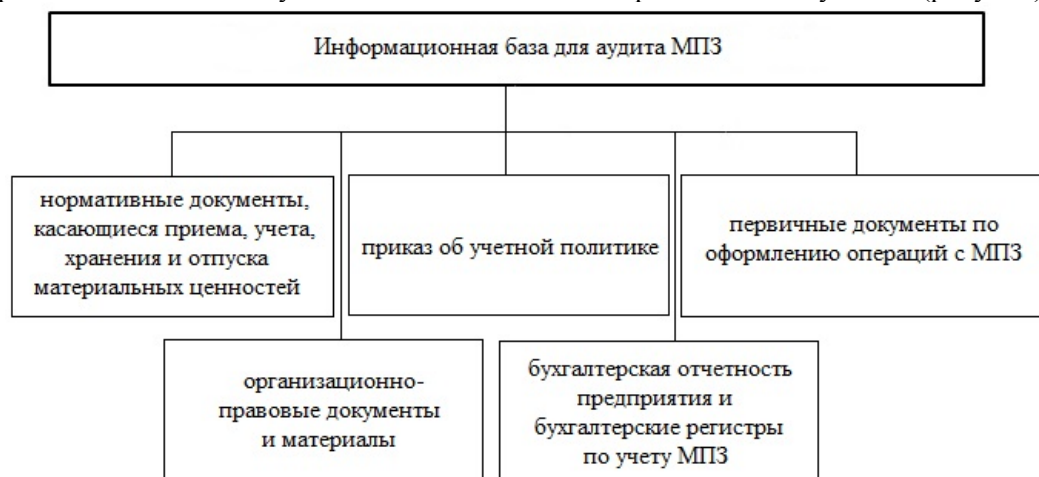 Информационная база для аудита МПЗ
нормативные документы,
касающиеся приема, учета,
хранения и отпуска
материальных ценностей
приказ об учетной политике
первичные документы по
оформлению операций с МПЗ
организационно-
правовые документы
и материалы
бухгалтерская отчетность
предприятия и
бухгалтерские регистры
по учету МПЗ